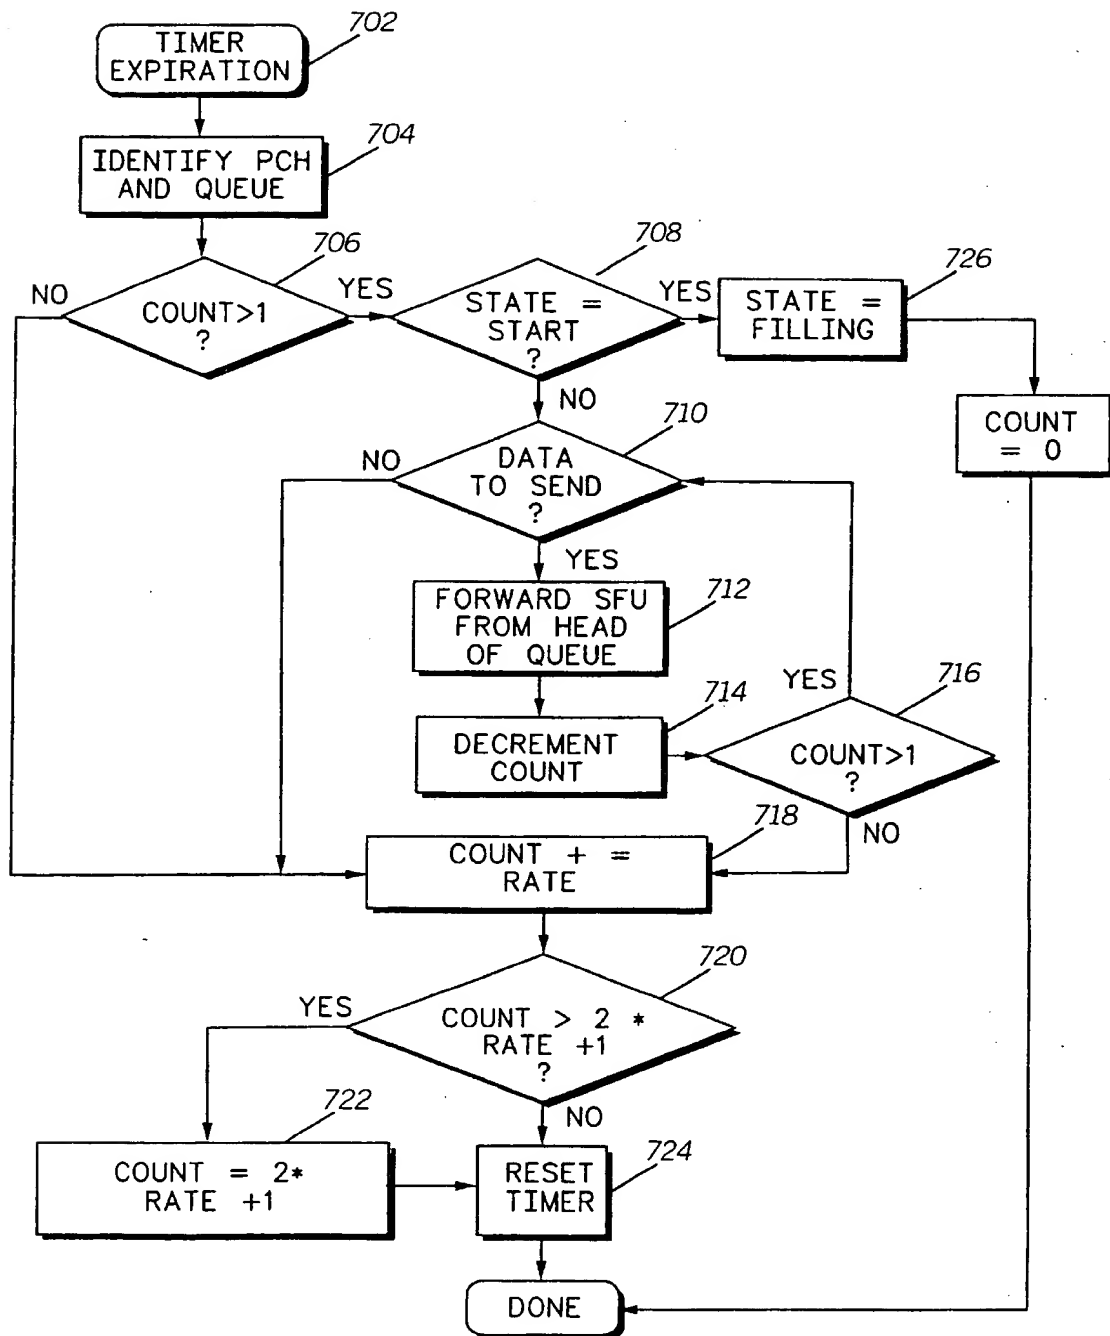 702
TIMER
EXPIRATION
704
IDENTIFY PCH
AND QUEUE
706
NO
COUNT>1
?
YES
708
STATE =
START
?
YES
726
STATE =
FILLING
NO
COUNT
= 0
710
NO
DATA
TO SEND
?
YES
712
FORWARD SFU
FROM HEAD
OF QUEUE
714
DECREMENT
COUNT
YES
716
COUNT>1
?
NO
718
COUNT + =
RATE
720
YES
COUNT > 2 *
RATE +1
?
NO
722
COUNT = 2*
RATE +1
724
RESET
TIMER
DONE